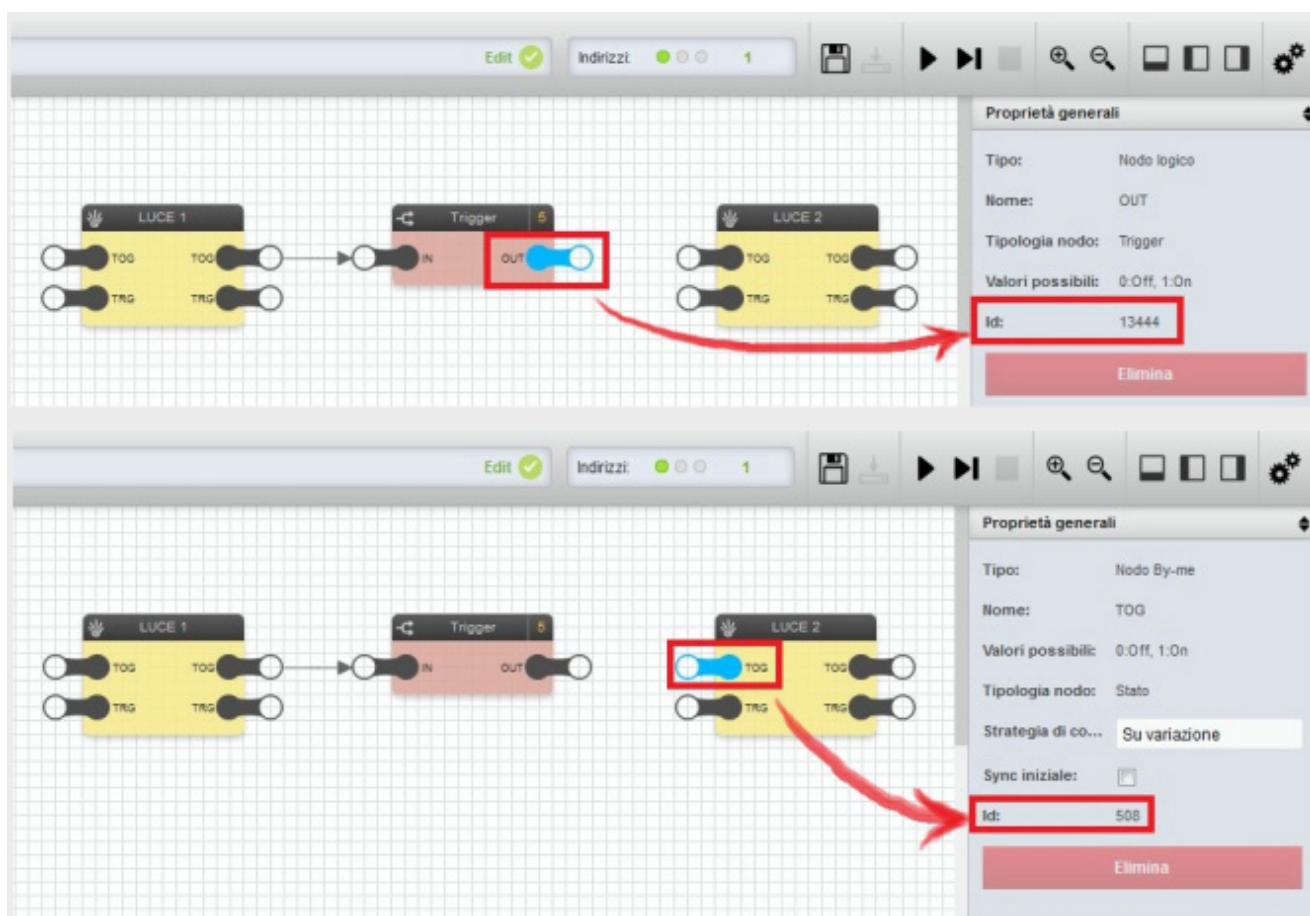 Edit Indirizzi: 1
Proprietà generali
Tipo: Nodo logico
Nome: OUT
Tipologia nodo: Trigger
Valori possibili: 0:Off, 1:On
Id: 13444
Elimina
LUCE 1
TOG TOG
TRG TRG
Trigger 5
IN OUT
LUCE 2
TOG TOG
TRG TRG
Edit Indirizzi: 1
Proprietà generali
Tipo: Nodo By-me
Nome: TOG
Valori possibili: 0:Off, 1:On
Tipologia nodo: Stato
Strategia di co... Su variazione
Sync iniziale:
Id: 508
Elimina
LUCE 1
TOG TOG
TRG TRG
Trigger 5
IN OUT
LUCE 2
TOG TOG
TRG TRG